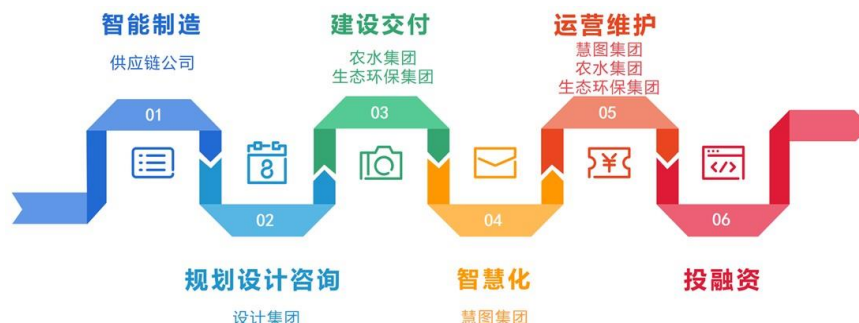 智能制造
供应链公司
01
规划设计咨询
设计集团
02
8
建设交付
农水集团
生态环保集团
03
智慧化
慧图集团
04
运营维护
慧图集团
农水集团
生态环保集团
05
¥
投融资
06
</>